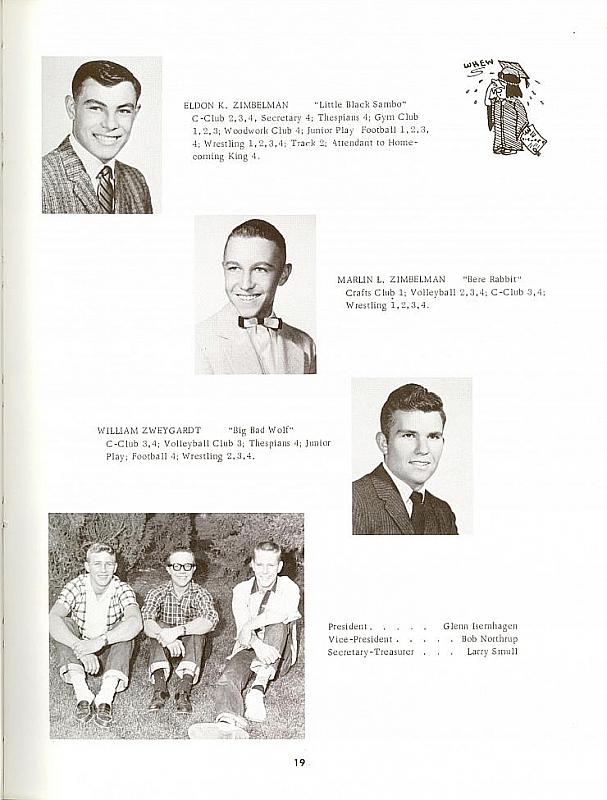 WHEW
ELDON K. ZIMBELMAN "Little Black Sambo"
C-Club 2,3,4, Secretary 4; Thespians 4; Gym Club
1,2,3; Woodwork Club 4; Junior Play Football 1,2,3,
4; Wrestling 1,2,3,4; Track 2; Attendant to Home-
coming King 4.
MARLIN L. ZIMBELMAN "Bere Rabbit"
Crafts Club 1; Volleyball 2,3,4; C-Club 3,4;
Wrestling 1,2,3,4.
WILLIAM ZWEYGARDT "Big Bad Wolf"
C-Club 3,4; Volleyball Club 3; Thespians 4; Junior
Play; Football 4; Wrestling 2,3,4.
President . . . . . Glenn Isernhagen
Vice-President . . . . . Bob Northrup
Secretary-Treasurer . . . Larry Smull
19